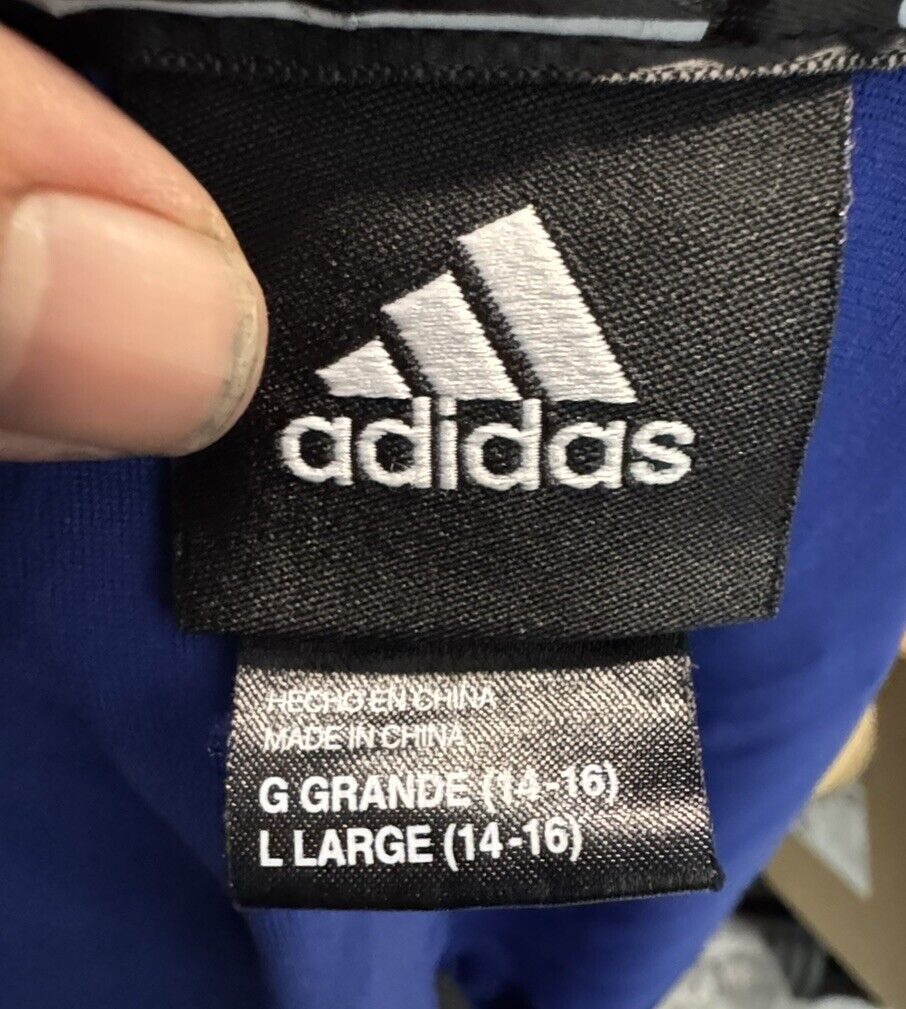 adidas
HECHO EN CHINA
MADE IN CHINA
G GRANDE (14-16)
L LARGE (14-16)